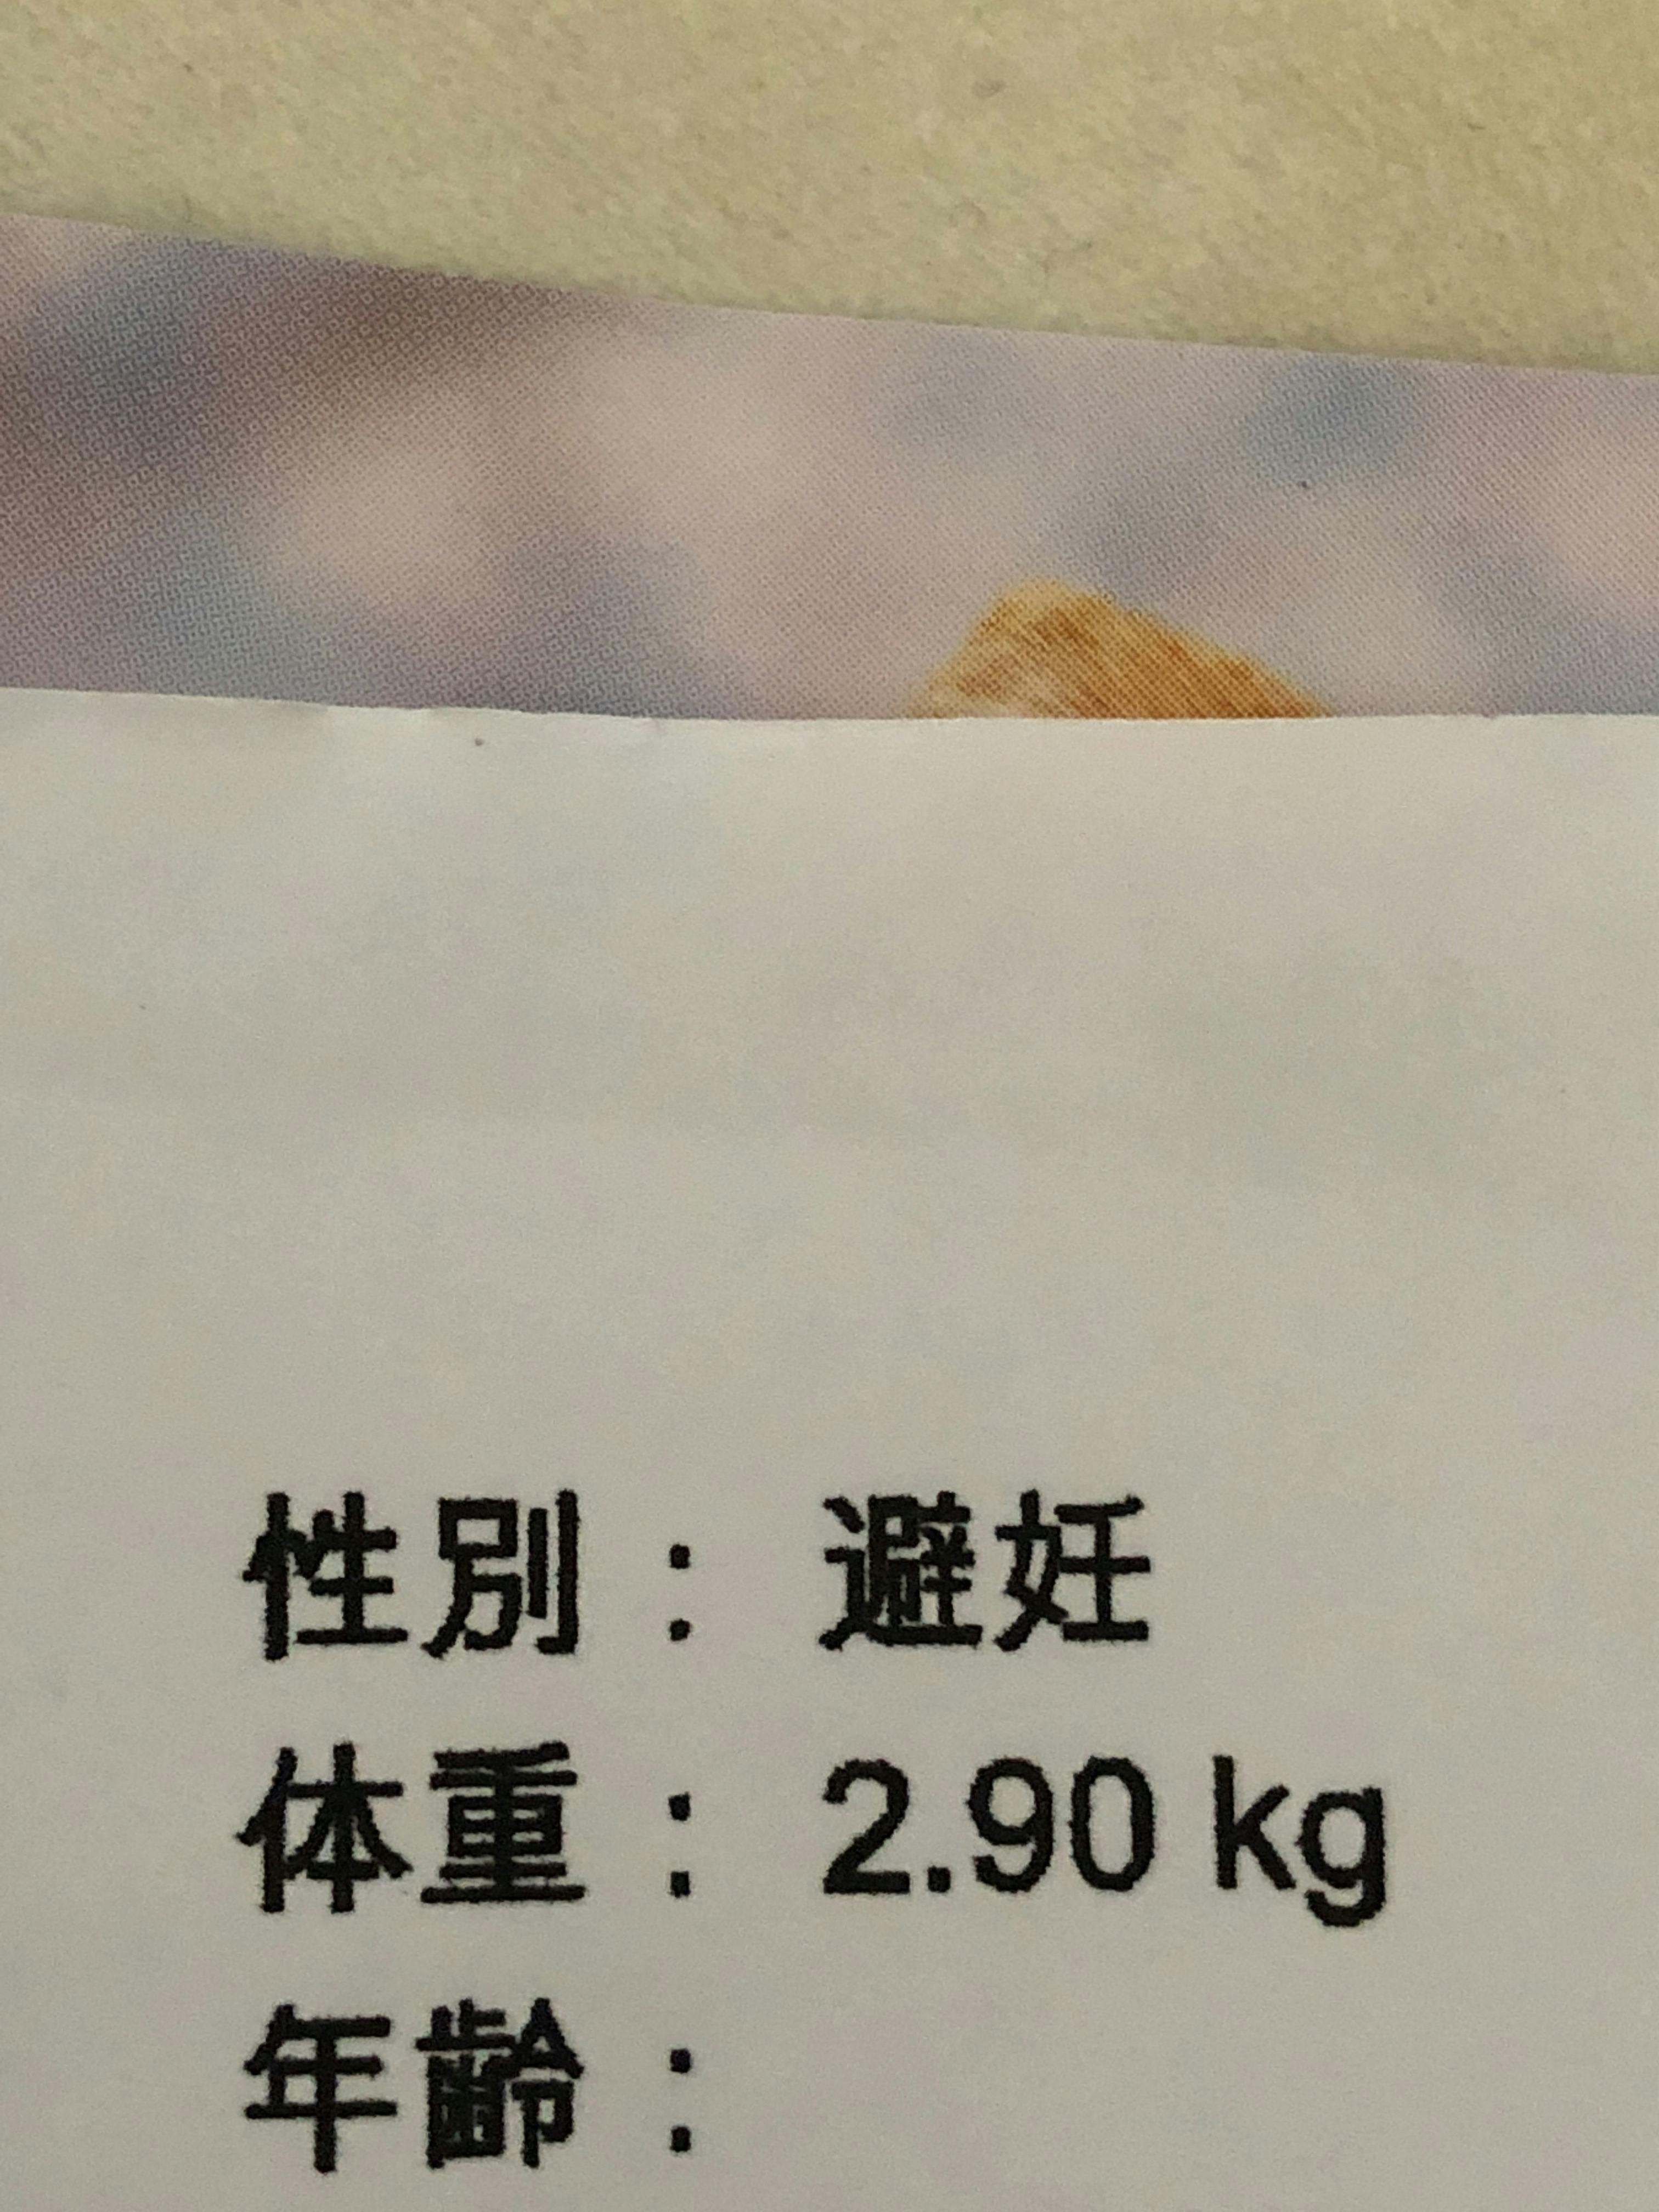 性別： 避妊
体重： 2.90 kg
年齢：